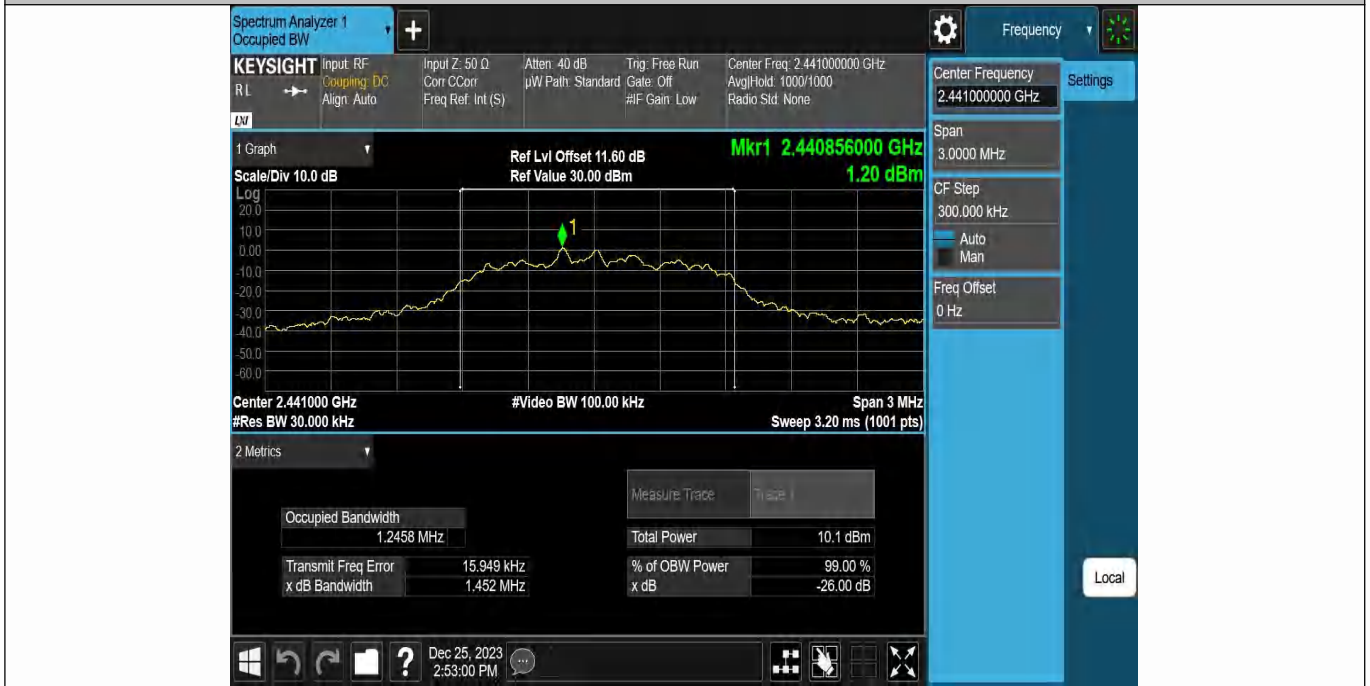 Spectrum Analyzer 1
Occupied BW
+
Frequency
KEYSIGHT
RL
LXI
Input: RF
Coupling: DC
Align: Auto
Input Z: 50 Ω
Corr CCorr
Freq Ref: Int (S)
Atten: 40 dB
µW Path: Standard
Trig: Free Run
Gate: Off
#IF Gain: Low
Center Freq: 2.441000000 GHz
Avg|Hold: 1000/1000
Radio Std: None
Center Frequency
2.441000000 GHz
Settings
Span
3.0000 MHz
CF Step
300.000 kHz
Auto
Man
Freq Offset
0 Hz
Local
1 Graph
Scale/Div 10.0 dB
Ref Lvl Offset 11.60 dB
Ref Value 30.00 dBm
Mkr1 2.440856000 GHz
1.20 dBm
Log
20.0
10.0
0.00
-10.0
-20.0
-30.0
-40.0
-50.0
-60.0
1
Center 2.441000 GHz
#Res BW 30.000 kHz
#Video BW 100.00 kHz
Span 3 MHz
Sweep 3.20 ms (1001 pts)
2 Metrics
Measure Trace
Trace 1
Occupied Bandwidth
1.2458 MHz
Total Power
10.1 dBm
Transmit Freq Error
15.949 kHz
% of OBW Power
99.00 %
x dB Bandwidth
1.452 MHz
x dB
-26.00 dB
?
Dec 25, 2023
2:53:00 PM